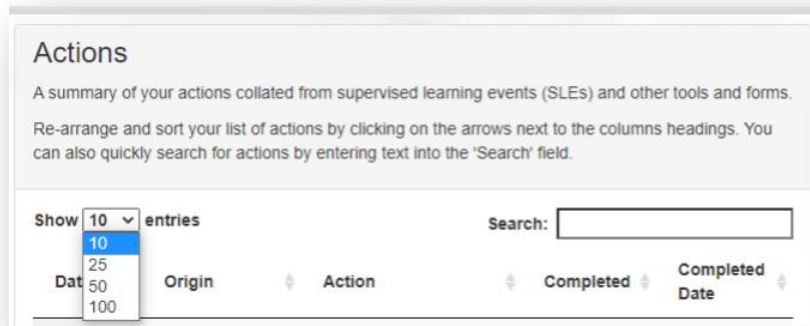 Actions
A summary of your actions collated from supervised learning events (SLEs) and other tools and forms.
Re-arrange and sort your list of actions by clicking on the arrows next to the columns headings. You
can also quickly search for actions by entering text into the 'Search' field.
Show 10 entries Search:
10
25
50
100
Dat Origin Action Completed Completed
Date